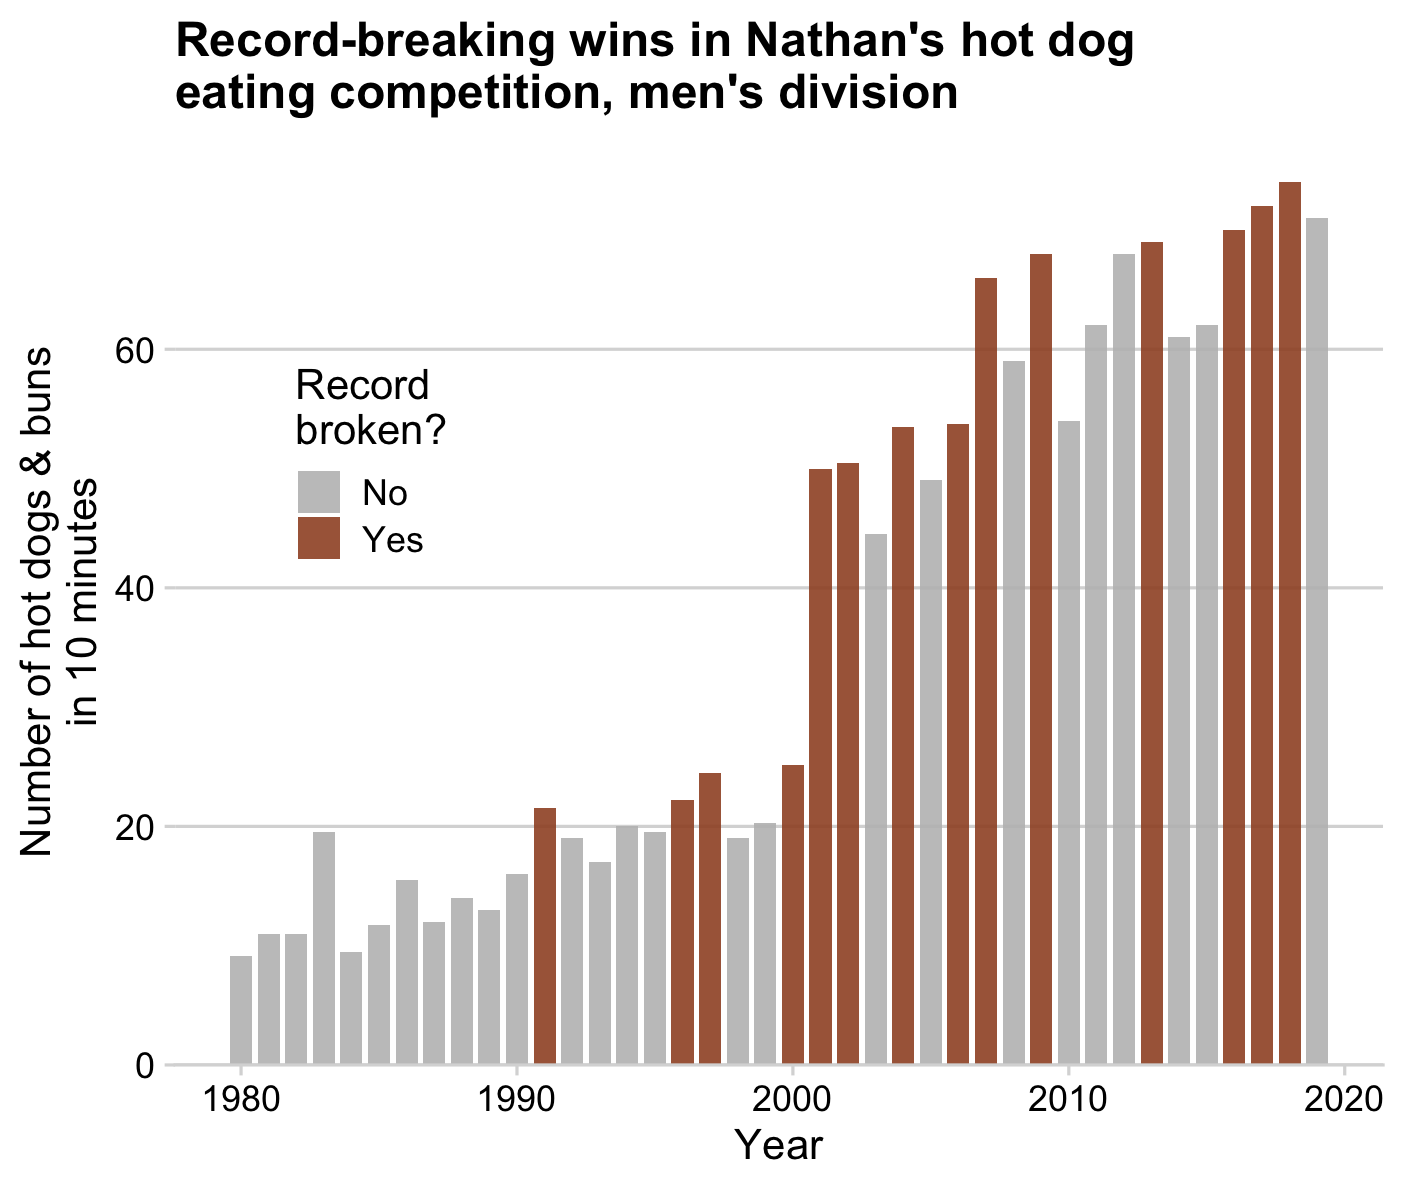 Record-breaking wins in Nathan's hot dog
eating competition, men's division
Number of hot dogs & buns
in 10 minutes
60
40
20
0
Record
broken?
No
Yes
1980
1990
2000
2010
2020
Year